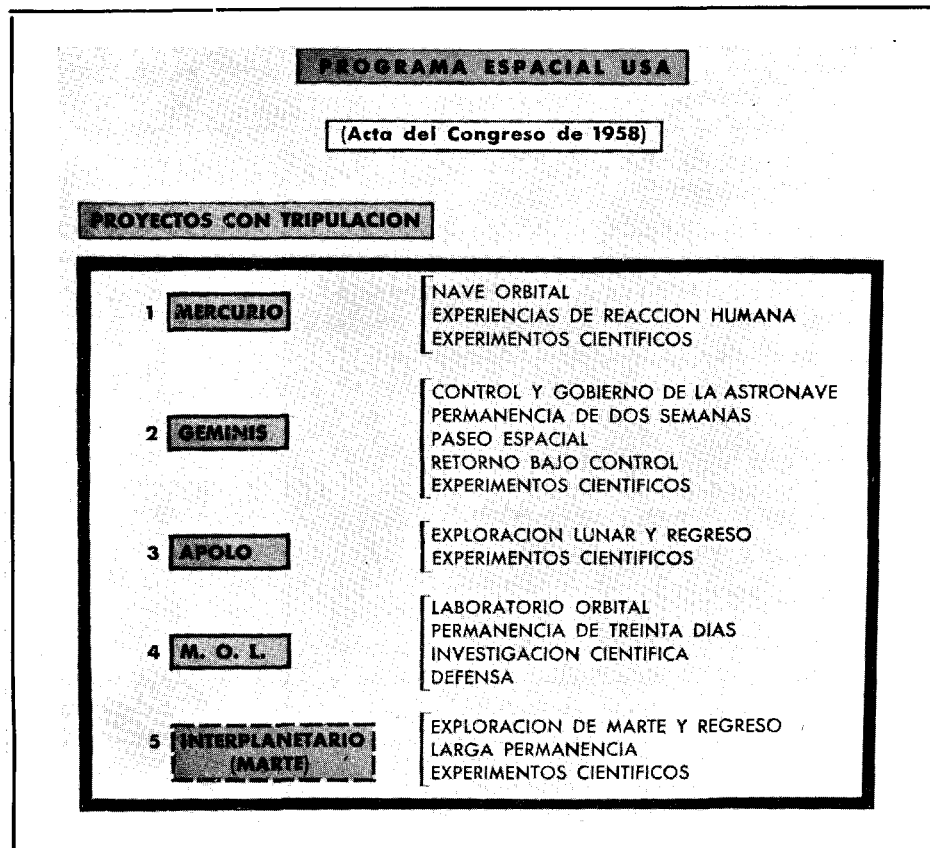 PROGRAMA ESPACIAL USA
(Acta del Congreso de 1958)
PROYECTOS CON TRIPULACION
1 MERCURIO
NAVE ORBITAL
EXPERIENCIAS DE REACCION HUMANA
EXPERIMENTOS CIENTIFICOS
2 GEMINIS
CONTROL Y GOBIERNO DE LA ASTRONAVE
PERMANENCIA DE DOS SEMANAS
PASEO ESPACIAL
RETORNO BAJO CONTROL
EXPERIMENTOS CIENTIFICOS
3 APOLO
EXPLORACION LUNAR Y REGRESO
EXPERIMENTOS CIENTIFICOS
4 M. O. L.
LABORATORIO ORBITAL
PERMANENCIA DE TREINTA DIAS
INVESTIGACION CIENTIFICA
DEFENSA
5 INTERPLANETARIO
(MARTE)
EXPLORACION DE MARTE Y REGRESO
LARGA PERMANENCIA
EXPERIMENTOS CIENTIFICOS